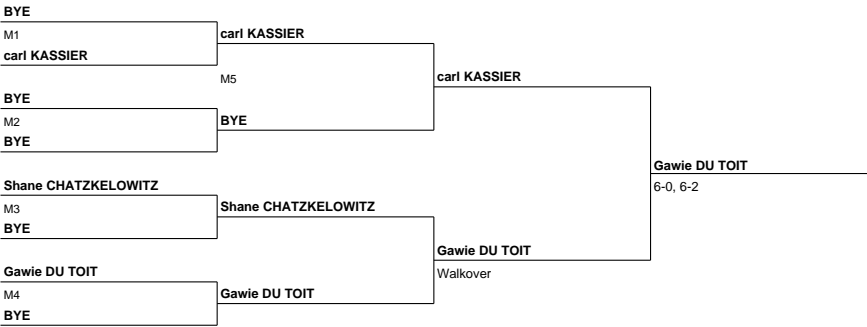 BYE
M1
carl KASSIER
BYE
M2
BYE
Shane CHATZKELOWITZ
M3
BYE
Gawie DU TOIT
M4
BYE
carl KASSIER
M5
BYE
Shane CHATZKELOWITZ
Gawie DU TOIT
carl KASSIER
Gawie DU TOIT
Walkover
Gawie DU TOIT
6-0, 6-2